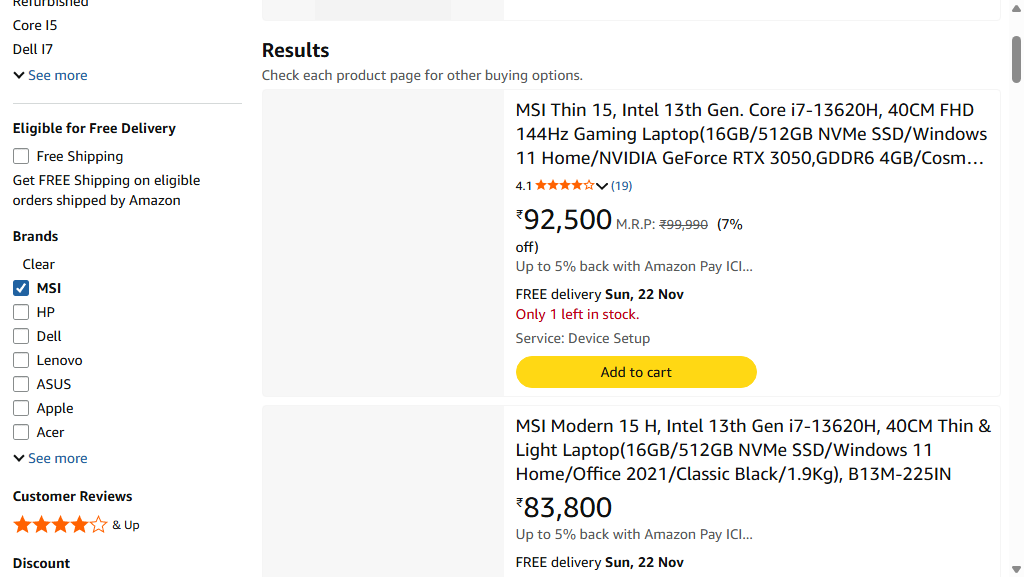 Refurbished
Core I5
Dell I7
See more
Eligible for Free Delivery
Free Shipping
Get FREE Shipping on eligible
orders shipped by Amazon
Brands
Clear
MSI
HP
Dell
Lenovo
ASUS
Apple
Acer
See more
Customer Reviews
& Up
Discount
Results
Check each product page for other buying options.
MSI Thin 15, Intel 13th Gen. Core i7-13620H, 40CM FHD
144Hz Gaming Laptop(16GB/512GB NVMe SSD/Windows
11 Home/NVIDIA GeForce RTX 3050,GDDR6 4GB/Cosm…
4.1 (19)
₹92,500 M.R.P: ₹99,990 (7%
off)
Up to 5% back with Amazon Pay ICI…
FREE delivery Sun, 22 Nov
Only 1 left in stock.
Service: Device Setup
Add to cart
MSI Modern 15 H, Intel 13th Gen i7-13620H, 40CM Thin &
Light Laptop(16GB/512GB NVMe SSD/Windows 11
Home/Office 2021/Classic Black/1.9Kg), B13M-225IN
₹83,800
Up to 5% back with Amazon Pay ICI…
FREE delivery Sun, 22 Nov